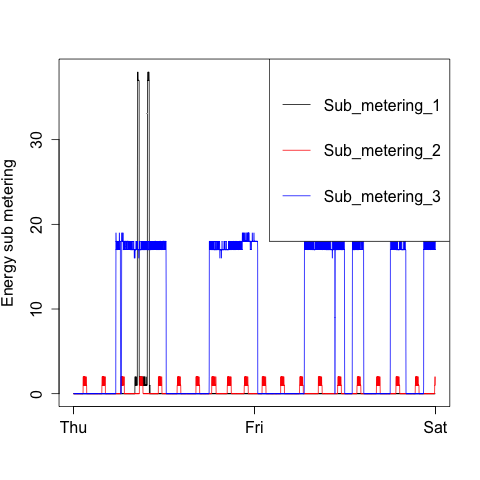 Sub_metering_1
Sub_metering_2
Sub_metering_3
Energy sub metering
30
20
10
0
Thu
Fri
Sat